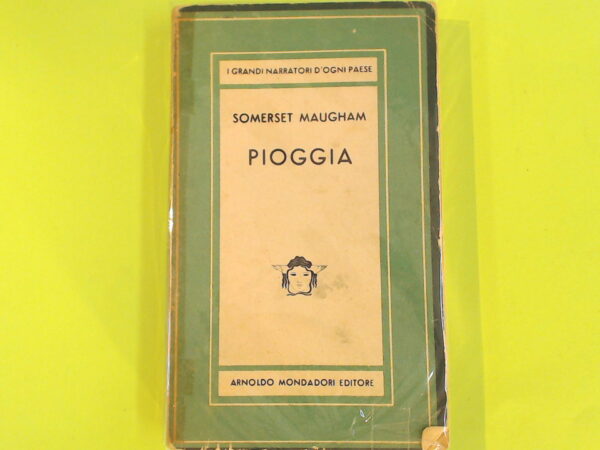 I GRANDI NARRATORI D'OGNI PAESE
SOMERSET MAUGHAM
PIOGGIA
ARNOLDO MONDADORI EDITORE